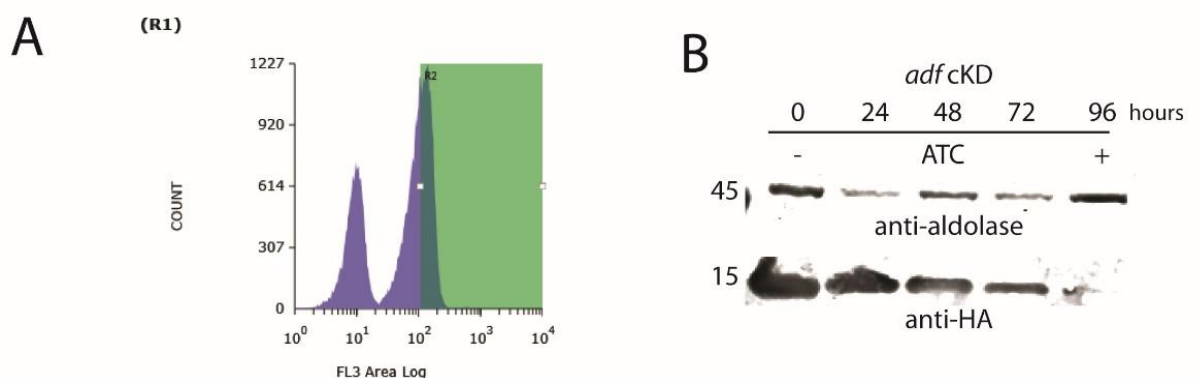 A
(R1)
1227
920
614
307
0
COUNT
R2
10^0 10^1 10^2 10^3 10^4
FL3 Area Log
B
adf cKD
0 24 48 72 96 hours
- ATC +
45
anti-aldolase
15
anti-HA